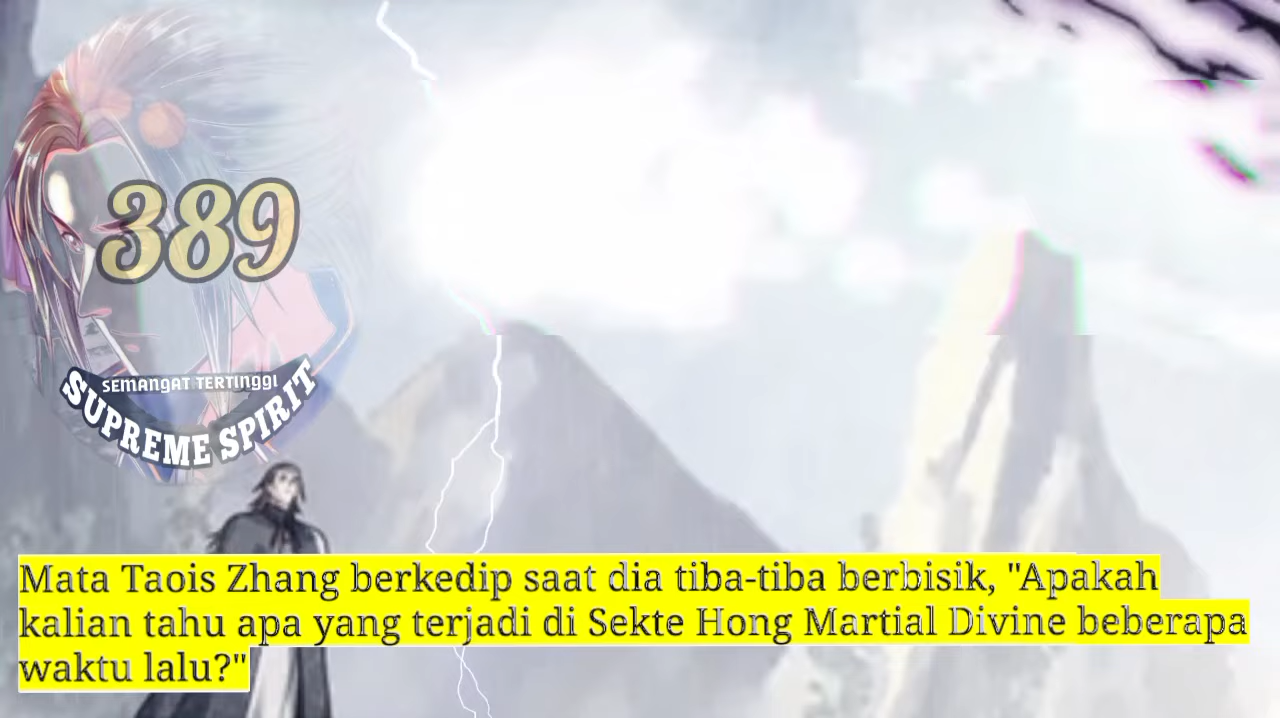 389
SEMANGAT TERTINGGI
SUPREME SPIRIT
Mata Taois Zhang berkedip saat dia tiba-tiba berbisik, "Apakah
kalian tahu apa yang terjadi di Sekte Hong Martial Divine beberapa
waktu lalu?"